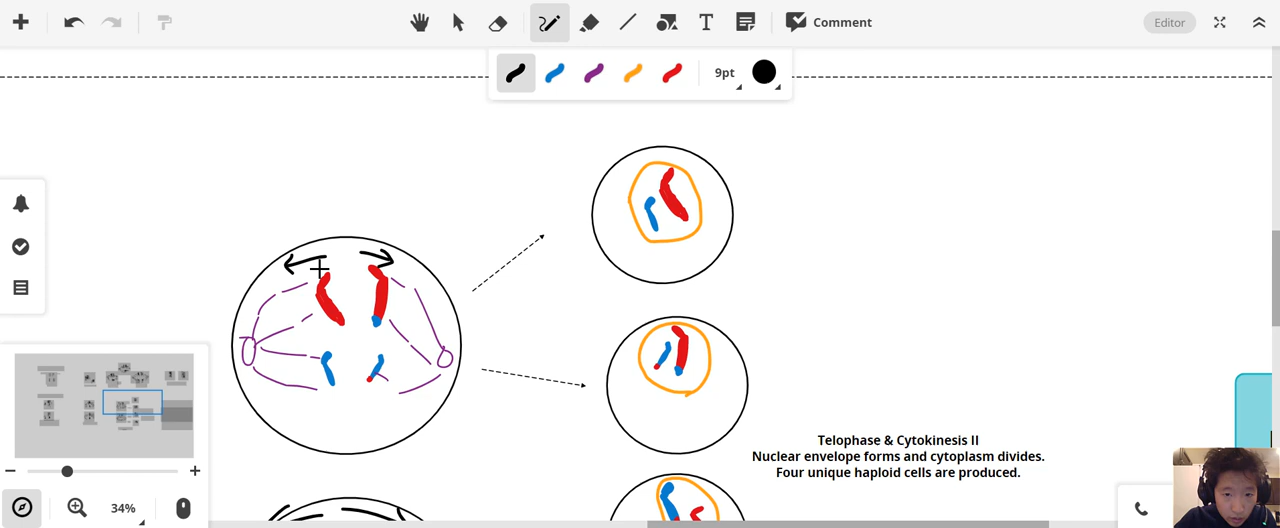 Comment
Editor
9pt
Telophase & Cytokinesis II
Nuclear envelope forms and cytoplasm divides.
Four unique haploid cells are produced.
34%